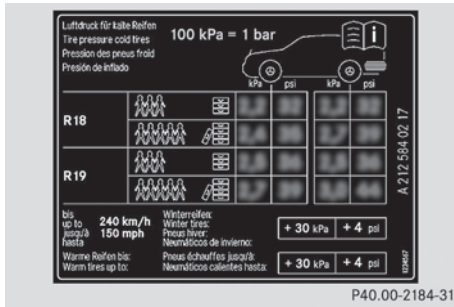 Luftdruck für kalte Reifen
Tire pressure cold tires
Pression des pneus froid
Presión de inflado
100 kPa = 1 bar
i
kPa psi kPa psi
R18
R19
A 212 584 02 17
bis
up to
jusqu'à
hasta
240 km/h
150 mph
Winterreifen:
Winter tires:
Pneus hiver:
Neumáticos de invierno:
+ 30 kPa + 4 psi
Warme Reifen bis:
Warm tires up to:
Pneus échauffes jusqu'à:
Neumáticos calientes hasta:
+ 30 kPa + 4 psi
1234567
P40.00-2184-31